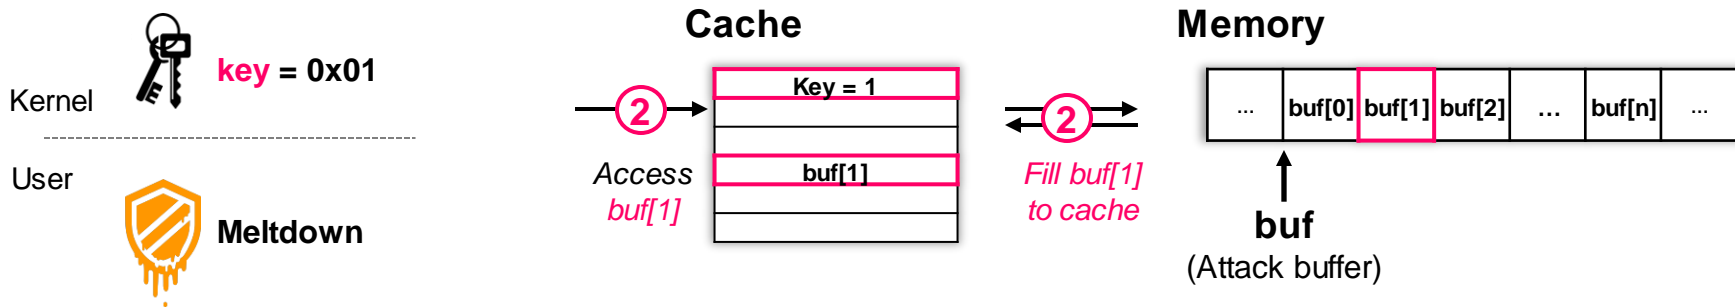 Kernel
key = 0x01
User
Meltdown
Cache
2
Access
buf[1]
Key = 1
buf[1]
2
Fill buf[1]
to cache
Memory
... buf[0] buf[1] buf[2] ... buf[n] ...
buf
(Attack buffer)